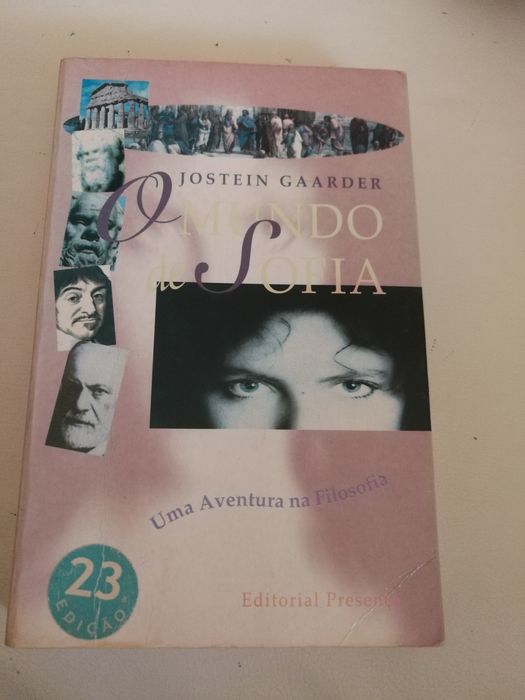 JOSTEIN GAARDER
O MUNDO
de SOFIA
Uma Aventura na Filosofia
23
EDIÇÃO
Editorial Presença